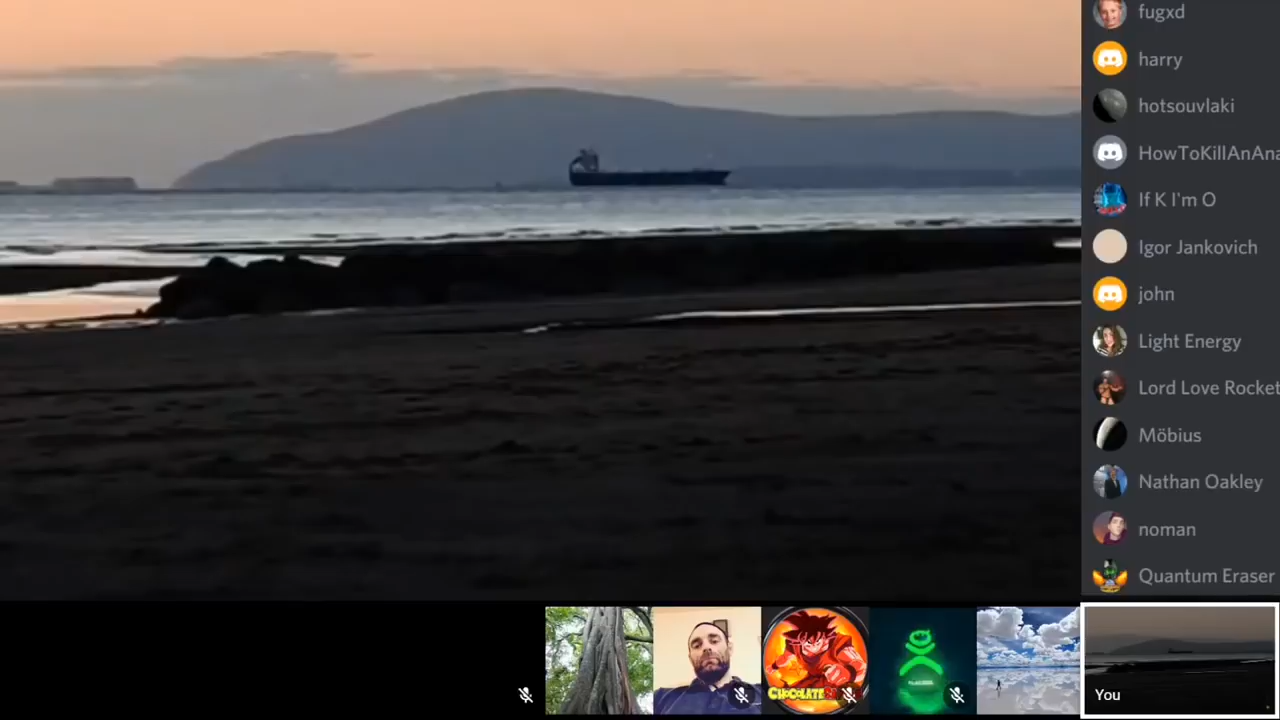 fugxd
harry
hotsouvlaki
HowToKillAnAna
If K I'm O
Igor Jankovich
john
Light Energy
Lord Love Rocket
Möbius
Nathan Oakley
noman
Quantum Eraser
CHOCOLATE
You